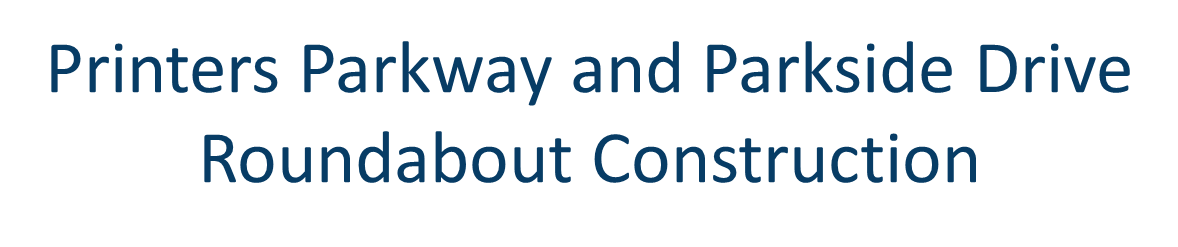 Printers Parkway and Parkside Drive
Roundabout Construction